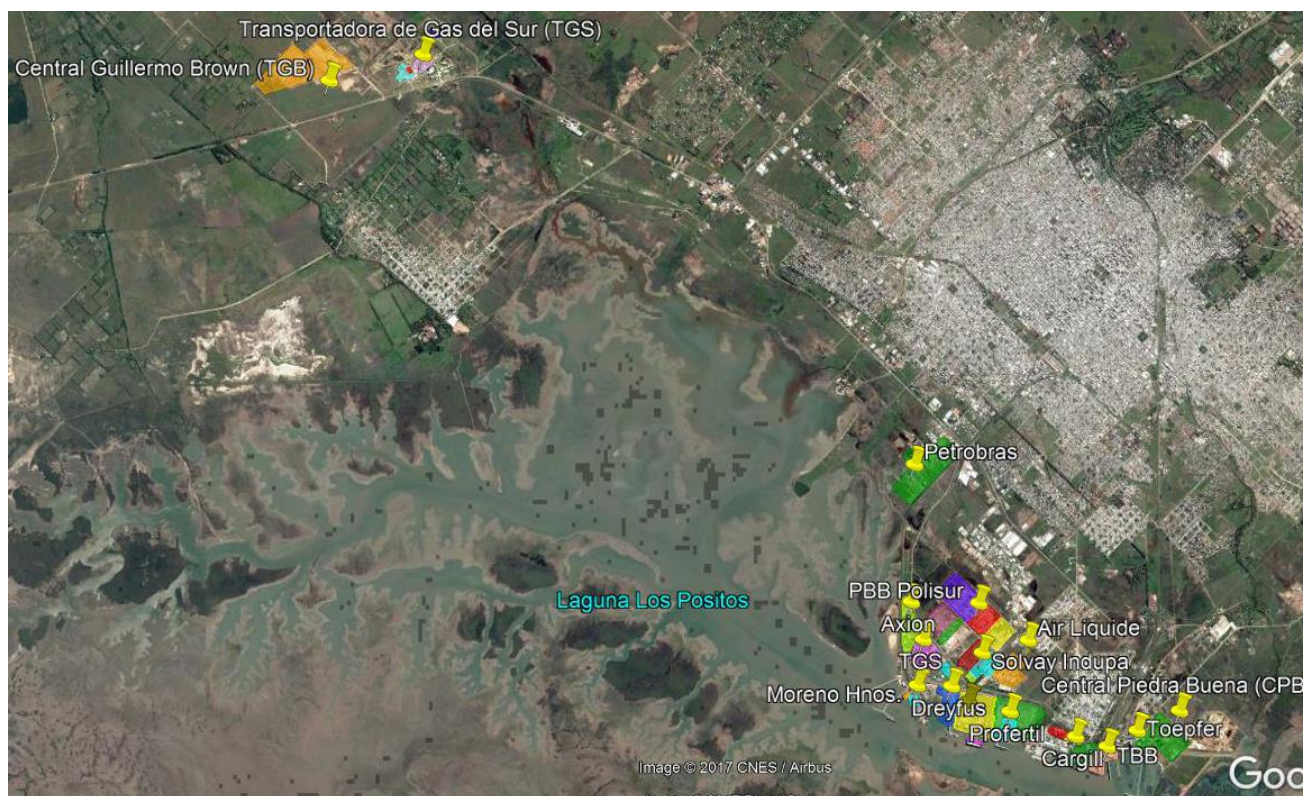 Transportadora de Gas del Sur (TGS)
Central Guillermo Brown (TGB)
Petrobras
PBB Polisur
Laguna Los Positos
Axion
Air Liquide
TGS
Solvay Indupa
Moreno Hnos.
Central Piedra Buena (CPB
Dreyfus
Profertil
Toepfer
Cargill
TBB
Image © 2017 CNES / Airbus
Goo